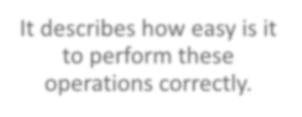 It describes how easy is it
to perform these
operations correctly.